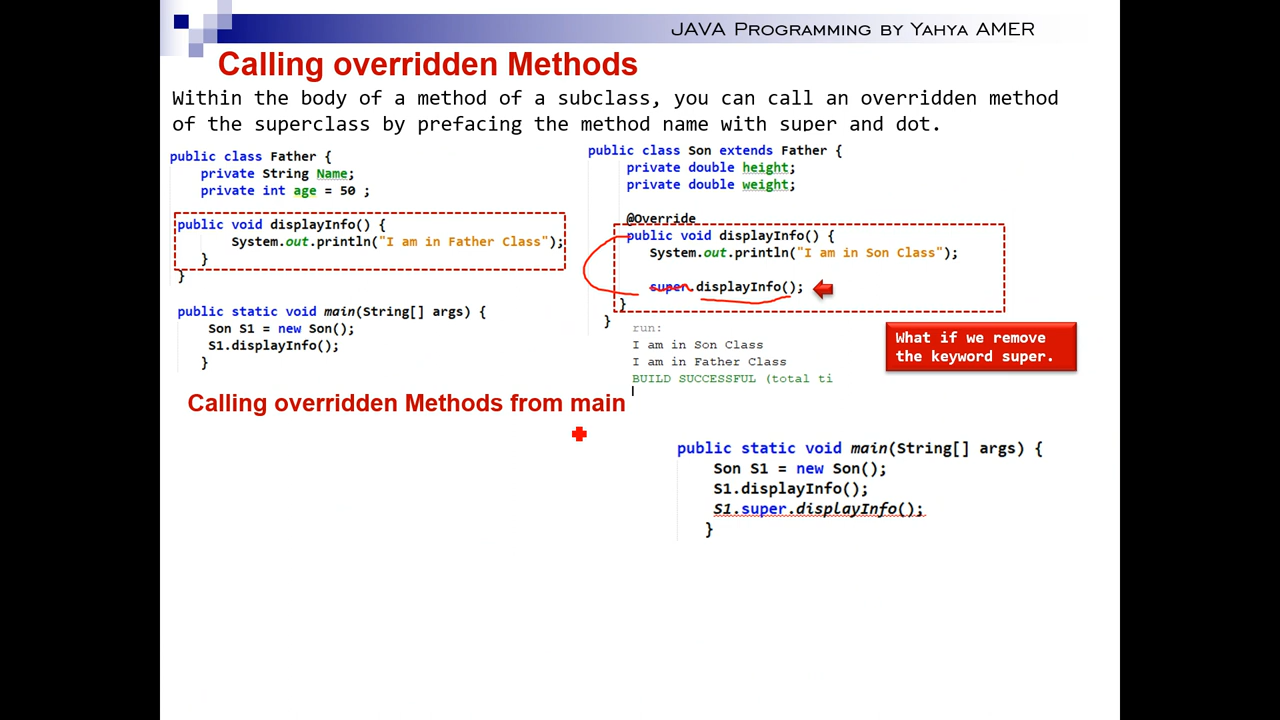 JAVA Programming by Yahya AMER
Calling overridden Methods
Within the body of a method of a subclass, you can call an overridden method
of the superclass by prefacing the method name with super and dot.
public class Father {
private String Name;
private int age = 50 ;
public void displayInfo() {
System.out.println("I am in Father Class");
}
}
public static void main(String[] args) {
Son S1 = new Son();
S1.displayInfo();
}
public class Son extends Father {
private double height;
private double weight;
@Override
public void displayInfo() {
System.out.println("I am in Son Class");
super.displayInfo();
}
}
run:
I am in Son Class
I am in Father Class
BUILD SUCCESSFUL (total ti
What if we remove
the keyword super.
Calling overridden Methods from main
public static void main(String[] args) {
Son S1 = new Son();
S1.displayInfo();
S1.super.displayInfo();
}